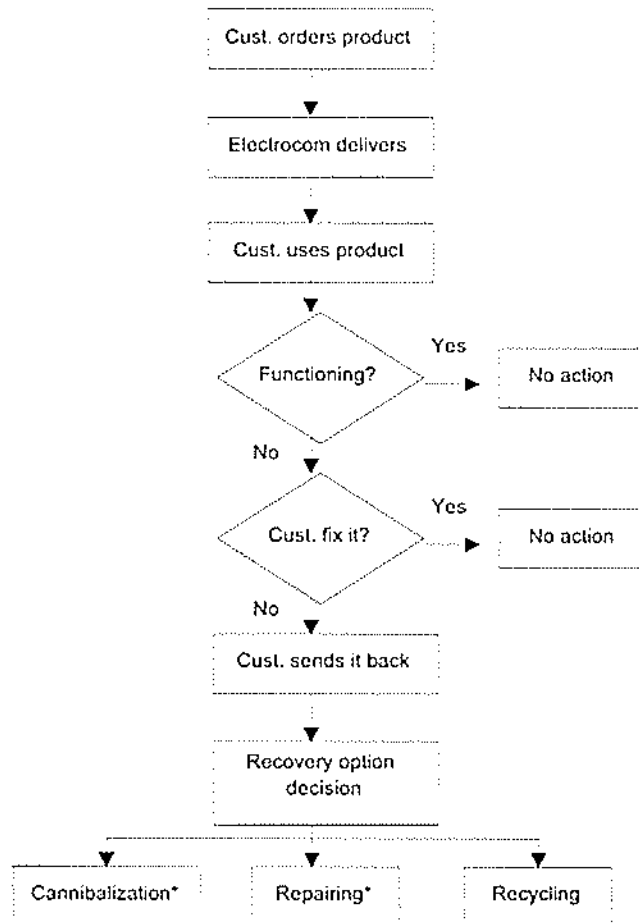 Cust. orders product
Electrocom delivers
Cust. uses product
Functioning?
Yes
No action
No
Cust. fix it?
Yes
No action
No
Cust. sends it back
Recovery option
decision
Cannibalization*
Repairing*
Recycling